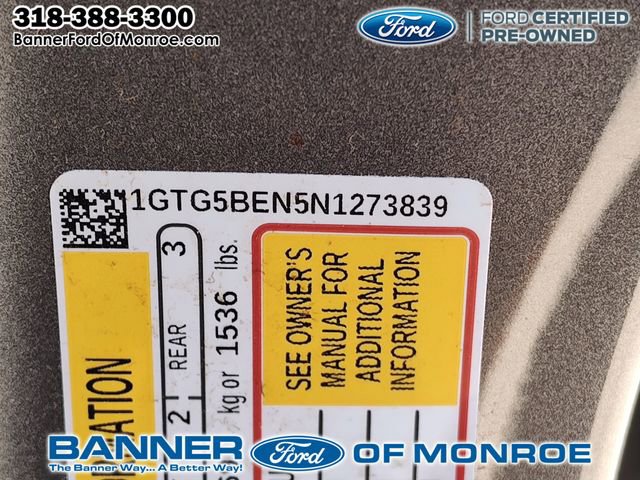 318-388-3300
BannerFordOfMonroe.com
Ford
FORD CERTIFIED
PRE-OWNED
1GTG5BEN5N1273839
REAR 3
2
kg or 1536 lbs.
SEE OWNER'S
MANUAL FOR
ADDITIONAL
INFORMATION
BANNER Ford OF MONROE
The Banner Way... A Better Way!